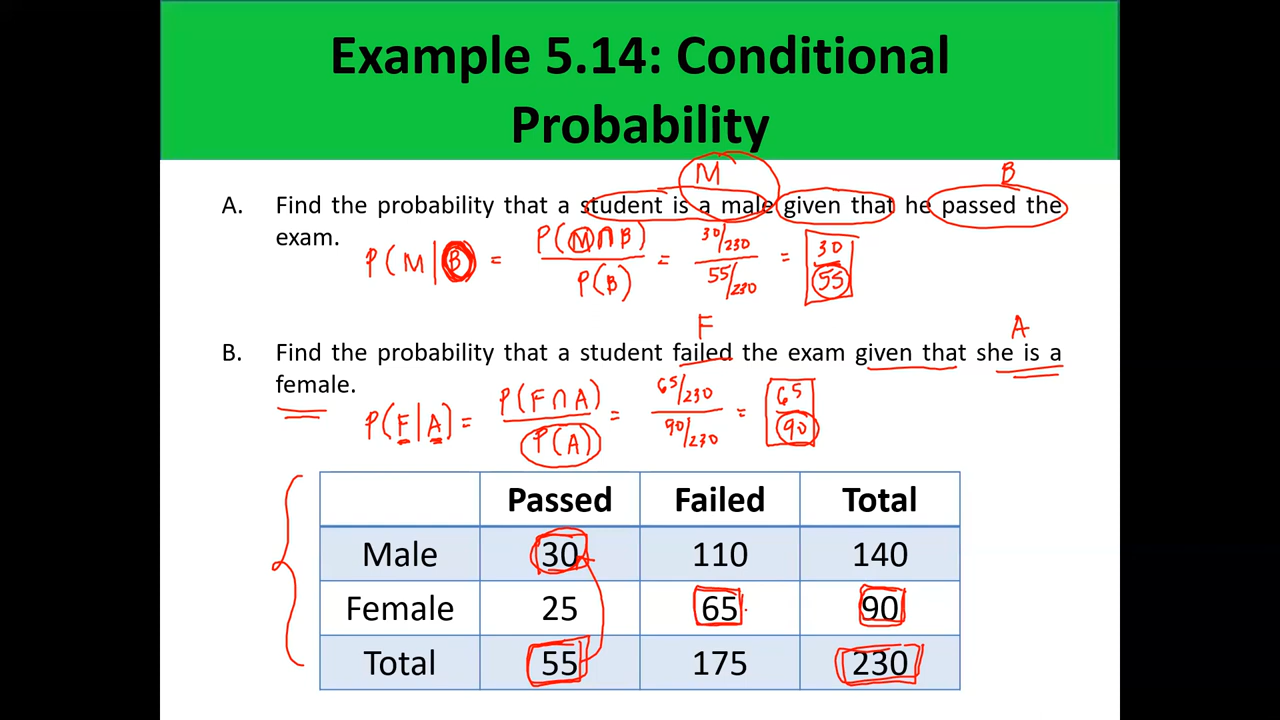 Example 5.14: Conditional
Probability
M
B
A. Find the probability that a student is a male given that he passed the
exam.
P(M|B) = P(M∩B)/P(B) = 30/230 / 55/230 = 30/55
F
A
B. Find the probability that a student failed the exam given that she is a
female.
P(F|A) = P(F∩A)/P(A) = 65/230 / 90/230 = 65/90
Passed Failed Total
Male 30 110 140
Female 25 65 90
Total 55 175 230